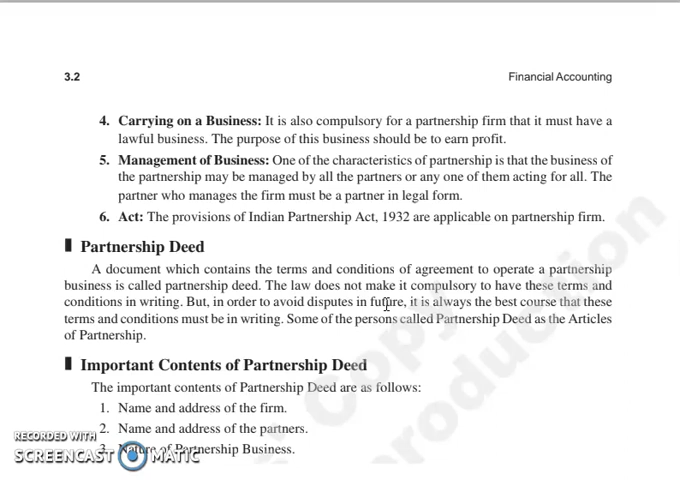 3.2 Financial Accounting
4. Carrying on a Business: It is also compulsory for a partnership firm that it must have a
lawful business. The purpose of this business should be to earn profit.
5. Management of Business: One of the characteristics of partnership is that the business of
the partnership may be managed by all the partners or any one of them acting for all. The
partner who manages the firm must be a partner in legal form.
6. Act: The provisions of Indian Partnership Act, 1932 are applicable on partnership firm.
Partnership Deed
A document which contains the terms and conditions of agreement to operate a partnership
business is called partnership deed. The law does not make it compulsory to have these terms and
conditions in writing. But, in order to avoid disputes in future, it is always the best course that these
terms and conditions must be in writing. Some of the persons called Partnership Deed as the Articles
of Partnership.
Important Contents of Partnership Deed
The important contents of Partnership Deed are as follows:
1. Name and address of the firm.
2. Name and address of the partners.
3. Nature of Partnership Business.
RECORDED WITH
SCREENCAST MATIC
Copy
production